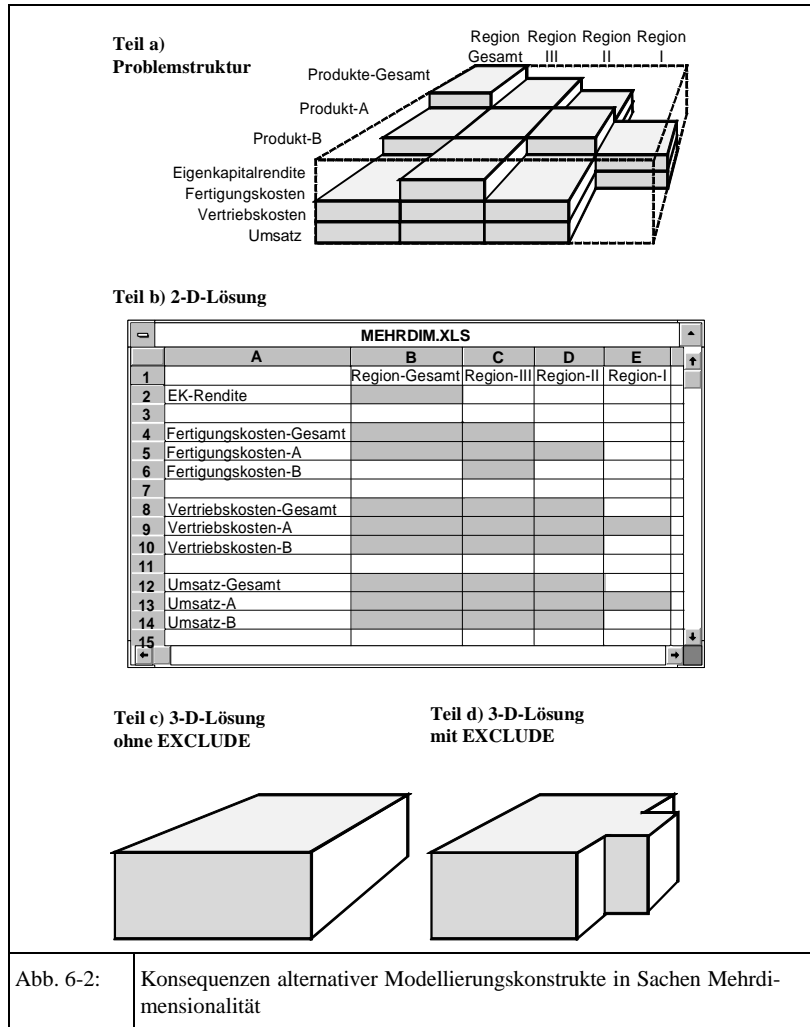 Teil a)
Problemstruktur
Region Region Region Region
Gesamt III II I
Produkte-Gesamt
Produkt-A
Produkt-B
Eigenkapitalrendite
Fertigungskosten
Vertriebskosten
Umsatz
Teil b) 2-D-Lösung
MEHRDIM.XLS
A B C D E
1 Region-Gesamt Region-III Region-II Region-I
2 EK-Rendite
3
4 Fertigungskosten-Gesamt
5 Fertigungskosten-A
6 Fertigungskosten-B
7
8 Vertriebskosten-Gesamt
9 Vertriebskosten-A
10 Vertriebskosten-B
11
12 Umsatz-Gesamt
13 Umsatz-A
14 Umsatz-B
15
Teil c) 3-D-Lösung
ohne EXCLUDE
Teil d) 3-D-Lösung
mit EXCLUDE
Abb. 6-2: Konsequenzen alternativer Modellierungskonstrukte in Sachen Mehrdi-
mensionalität